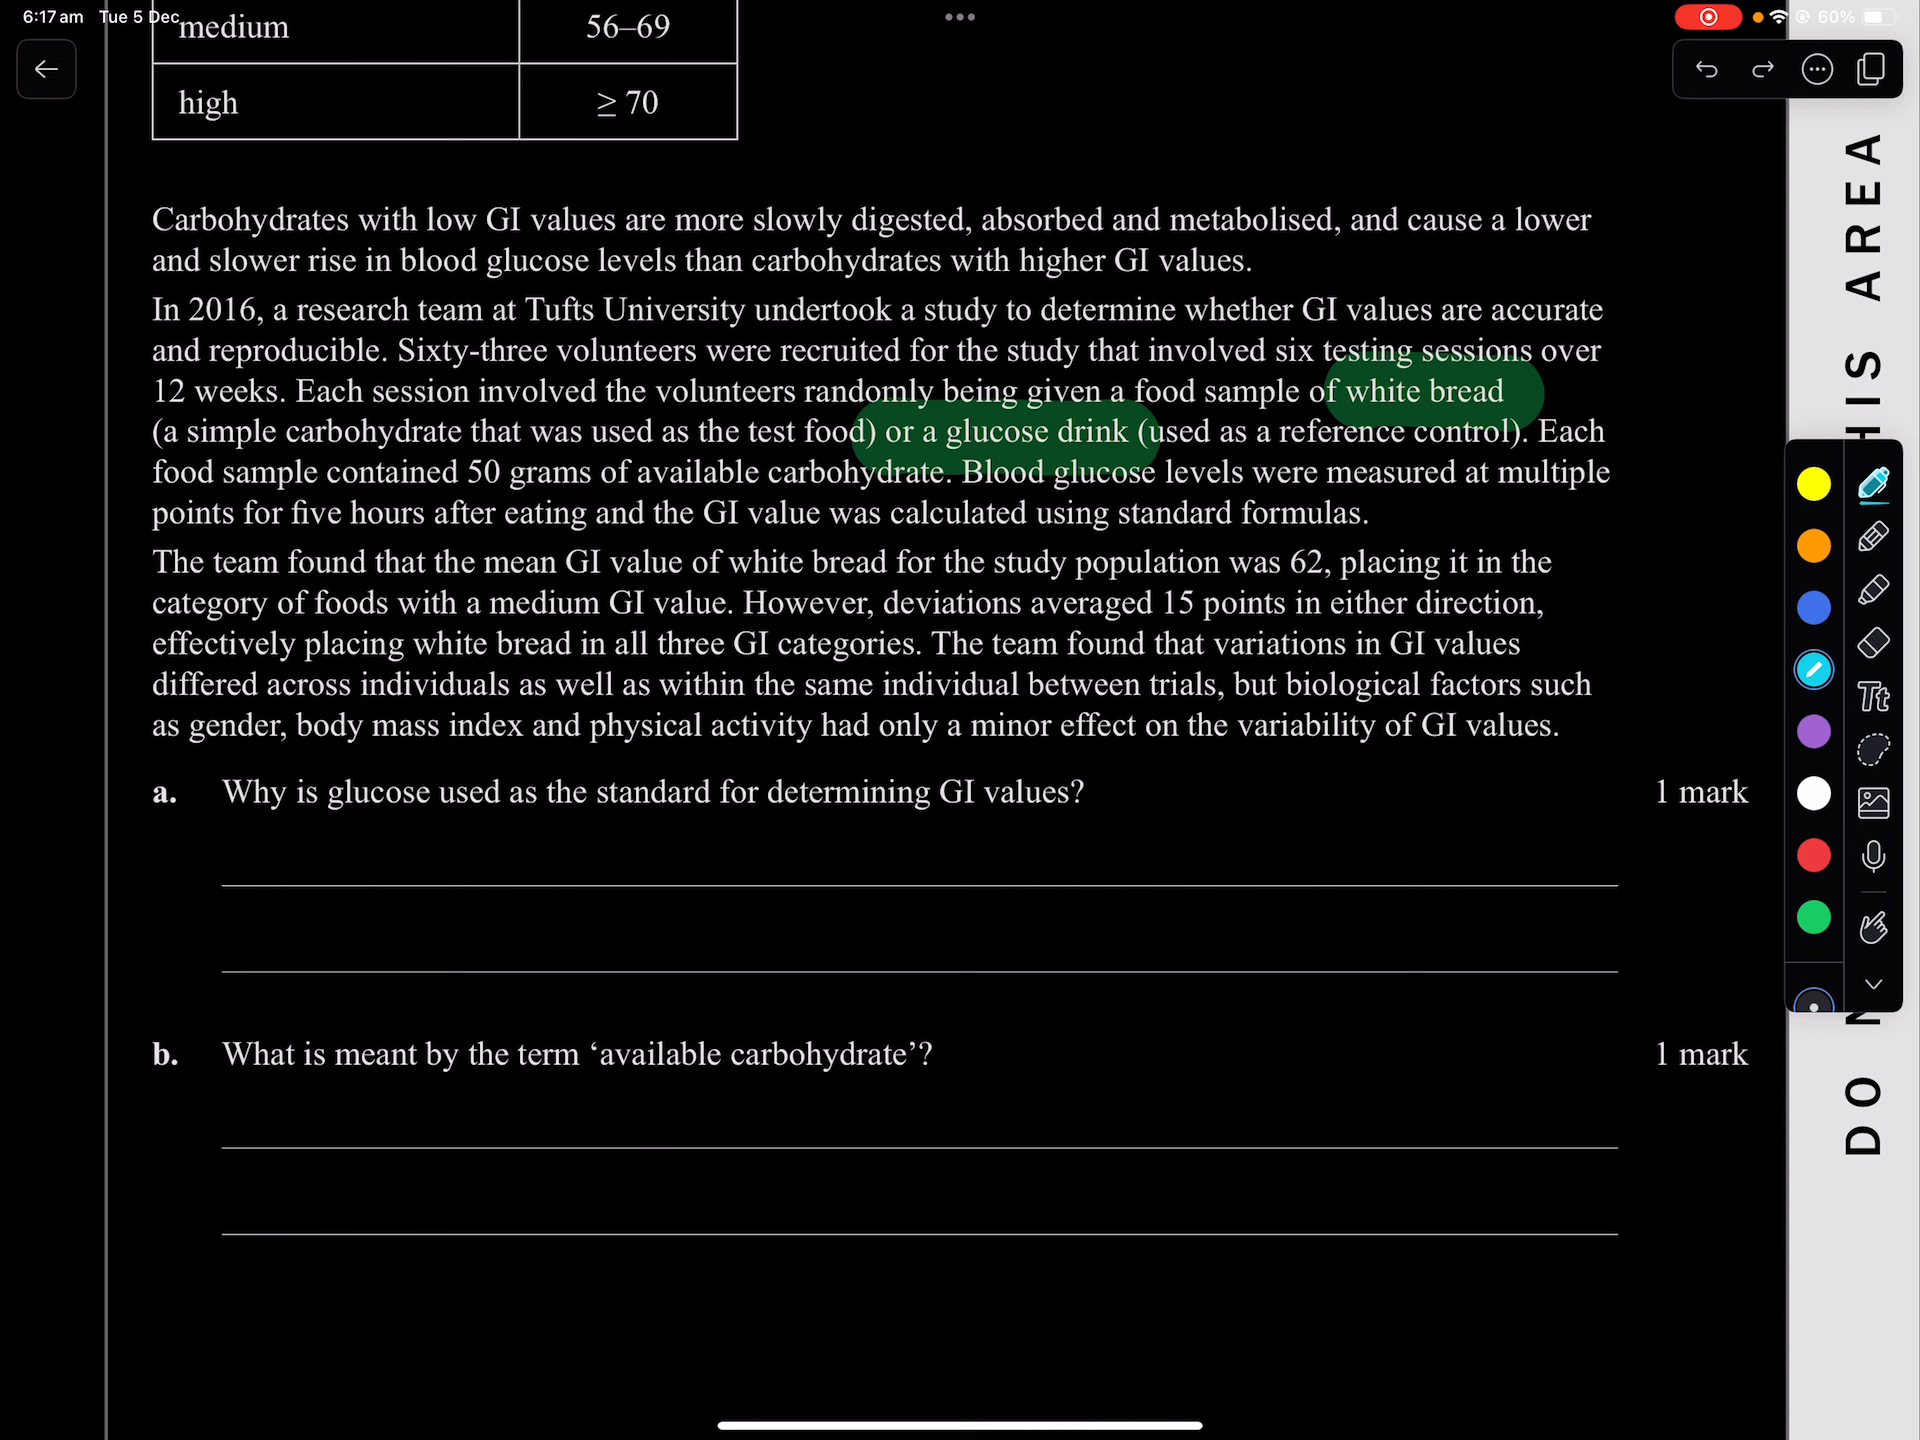 6:17 am Tue 5 Dec
60%
medium 56–69
high ≥ 70
Carbohydrates with low GI values are more slowly digested, absorbed and metabolised, and cause a lower
and slower rise in blood glucose levels than carbohydrates with higher GI values.
In 2016, a research team at Tufts University undertook a study to determine whether GI values are accurate
and reproducible. Sixty-three volunteers were recruited for the study that involved six testing sessions over
12 weeks. Each session involved the volunteers randomly being given a food sample of white bread
(a simple carbohydrate that was used as the test food) or a glucose drink (used as a reference control). Each
food sample contained 50 grams of available carbohydrate. Blood glucose levels were measured at multiple
points for five hours after eating and the GI value was calculated using standard formulas.
The team found that the mean GI value of white bread for the study population was 62, placing it in the
category of foods with a medium GI value. However, deviations averaged 15 points in either direction,
effectively placing white bread in all three GI categories. The team found that variations in GI values
differed across individuals as well as within the same individual between trials, but biological factors such
as gender, body mass index and physical activity had only a minor effect on the variability of GI values.
a. Why is glucose used as the standard for determining GI values? 1 mark
b. What is meant by the term ‘available carbohydrate’? 1 mark
Tt
DO N HIS AREA